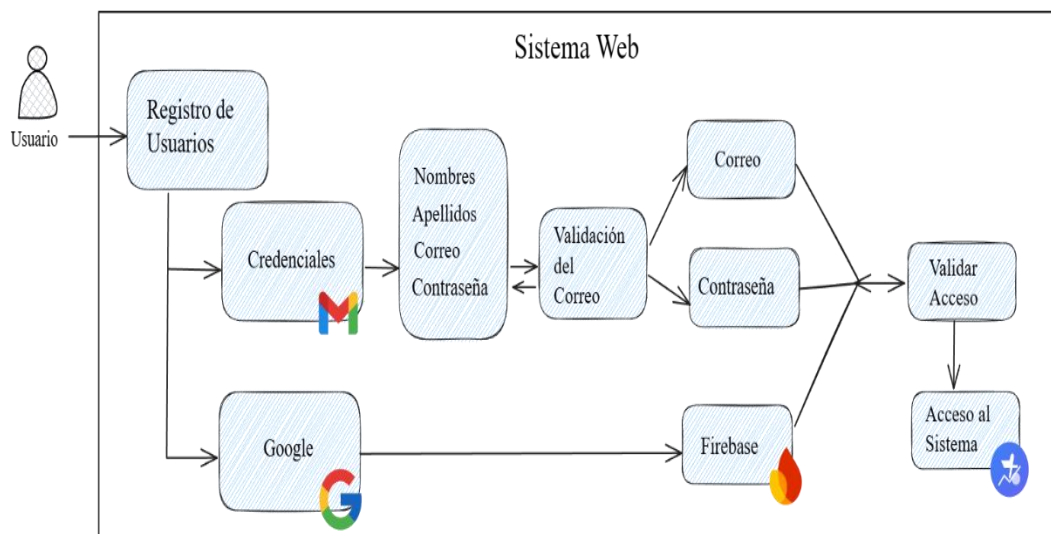 Sistema Web
Usuario
Registro de
Usuarios
Credenciales
Nombres
Apellidos
Correo
Contraseña
Validación
del
Correo
Correo
Contraseña
Validar
Acceso
Google
Firebase
Acceso al
Sistema